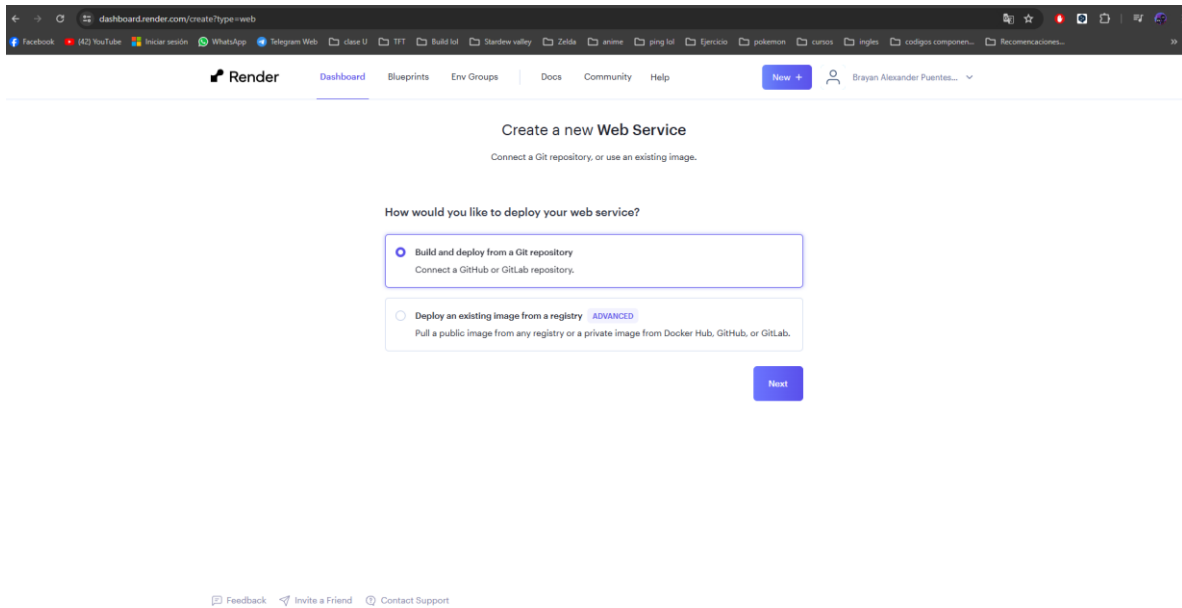 dashboard.render.com/create?type=web
Facebook (42) YouTube Iniciar sesión WhatsApp Telegram Web clase U TFT Build lol Stardew valley Zelda anime ping lol Ejercicio pokemon cursos ingles codigos componen... Recomencaciones...
Render Dashboard Blueprints Env Groups Docs Community Help New + Brayan Alexander Puentes...
Create a new Web Service
Connect a Git repository, or use an existing image.
How would you like to deploy your web service?
Build and deploy from a Git repository
Connect a GitHub or GitLab repository.
Deploy an existing image from a registry ADVANCED
Pull a public image from any registry or a private image from Docker Hub, GitHub, or GitLab.
Next
Feedback Invite a Friend Contact Support